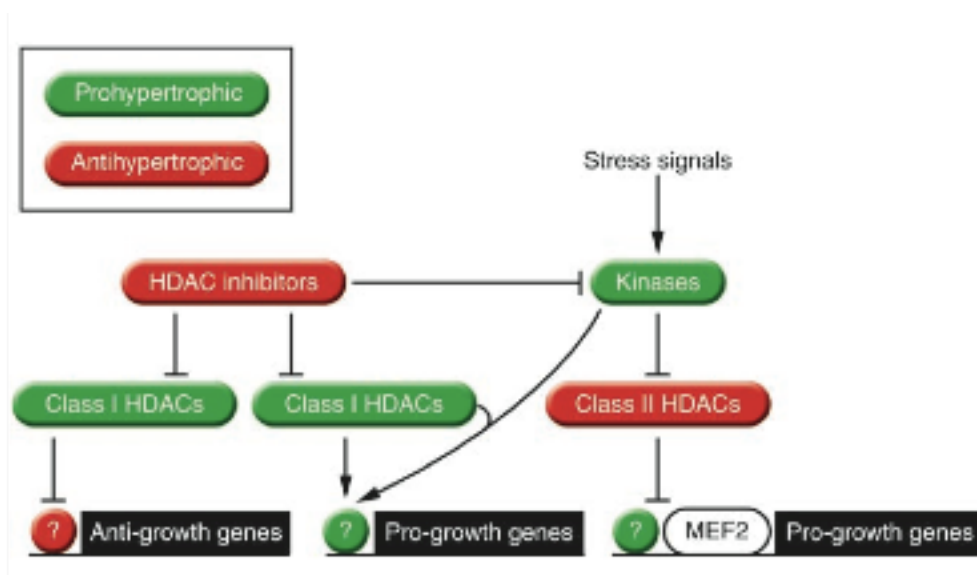 Prohypertrophic
Antihypertrophic
Stress signals
HDAC inhibitors
Kinases
Class I HDACs
Class I HDACs
Class II HDACs
? Anti-growth genes
? Pro-growth genes
? MEF2 Pro-growth genes